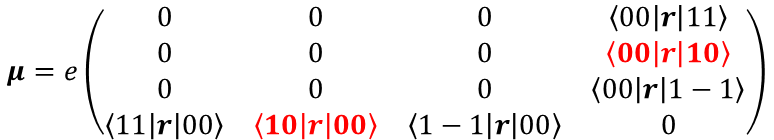 0 0 0 ⟨00|r|11⟩
0 0 0 ⟨00|r|10⟩
μ = e
0 0 0 ⟨00|r|1 − 1⟩
⟨11|r|00⟩ ⟨10|r|00⟩ ⟨1 − 1|r|00⟩ 0